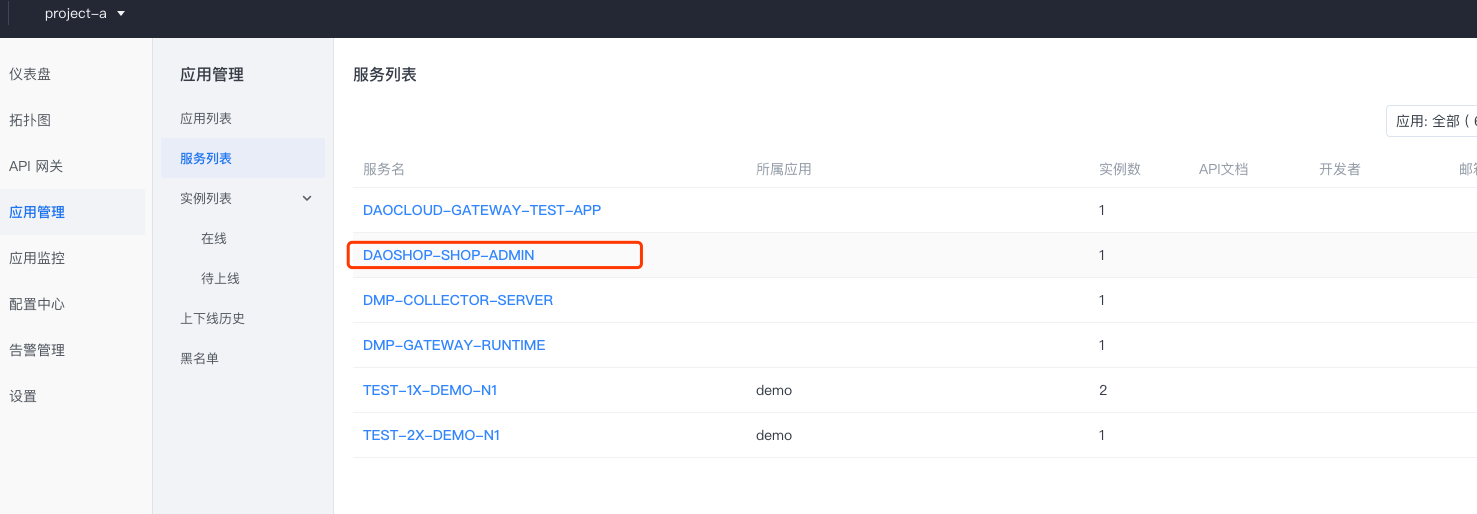 project-a
仪表盘
拓扑图
API 网关
应用管理
应用监控
配置中心
告警管理
设置
应用管理
应用列表
服务列表
实例列表
在线
待上线
上下线历史
黑名单
服务列表
应用: 全部 (
服务名 所属应用 实例数 API文档 开发者
DAOCLOUD-GATEWAY-TEST-APP 1
DAOSHOP-SHOP-ADMIN 1
DMP-COLLECTOR-SERVER 1
DMP-GATEWAY-RUNTIME 1
TEST-1X-DEMO-N1 demo 2
TEST-2X-DEMO-N1 demo 1